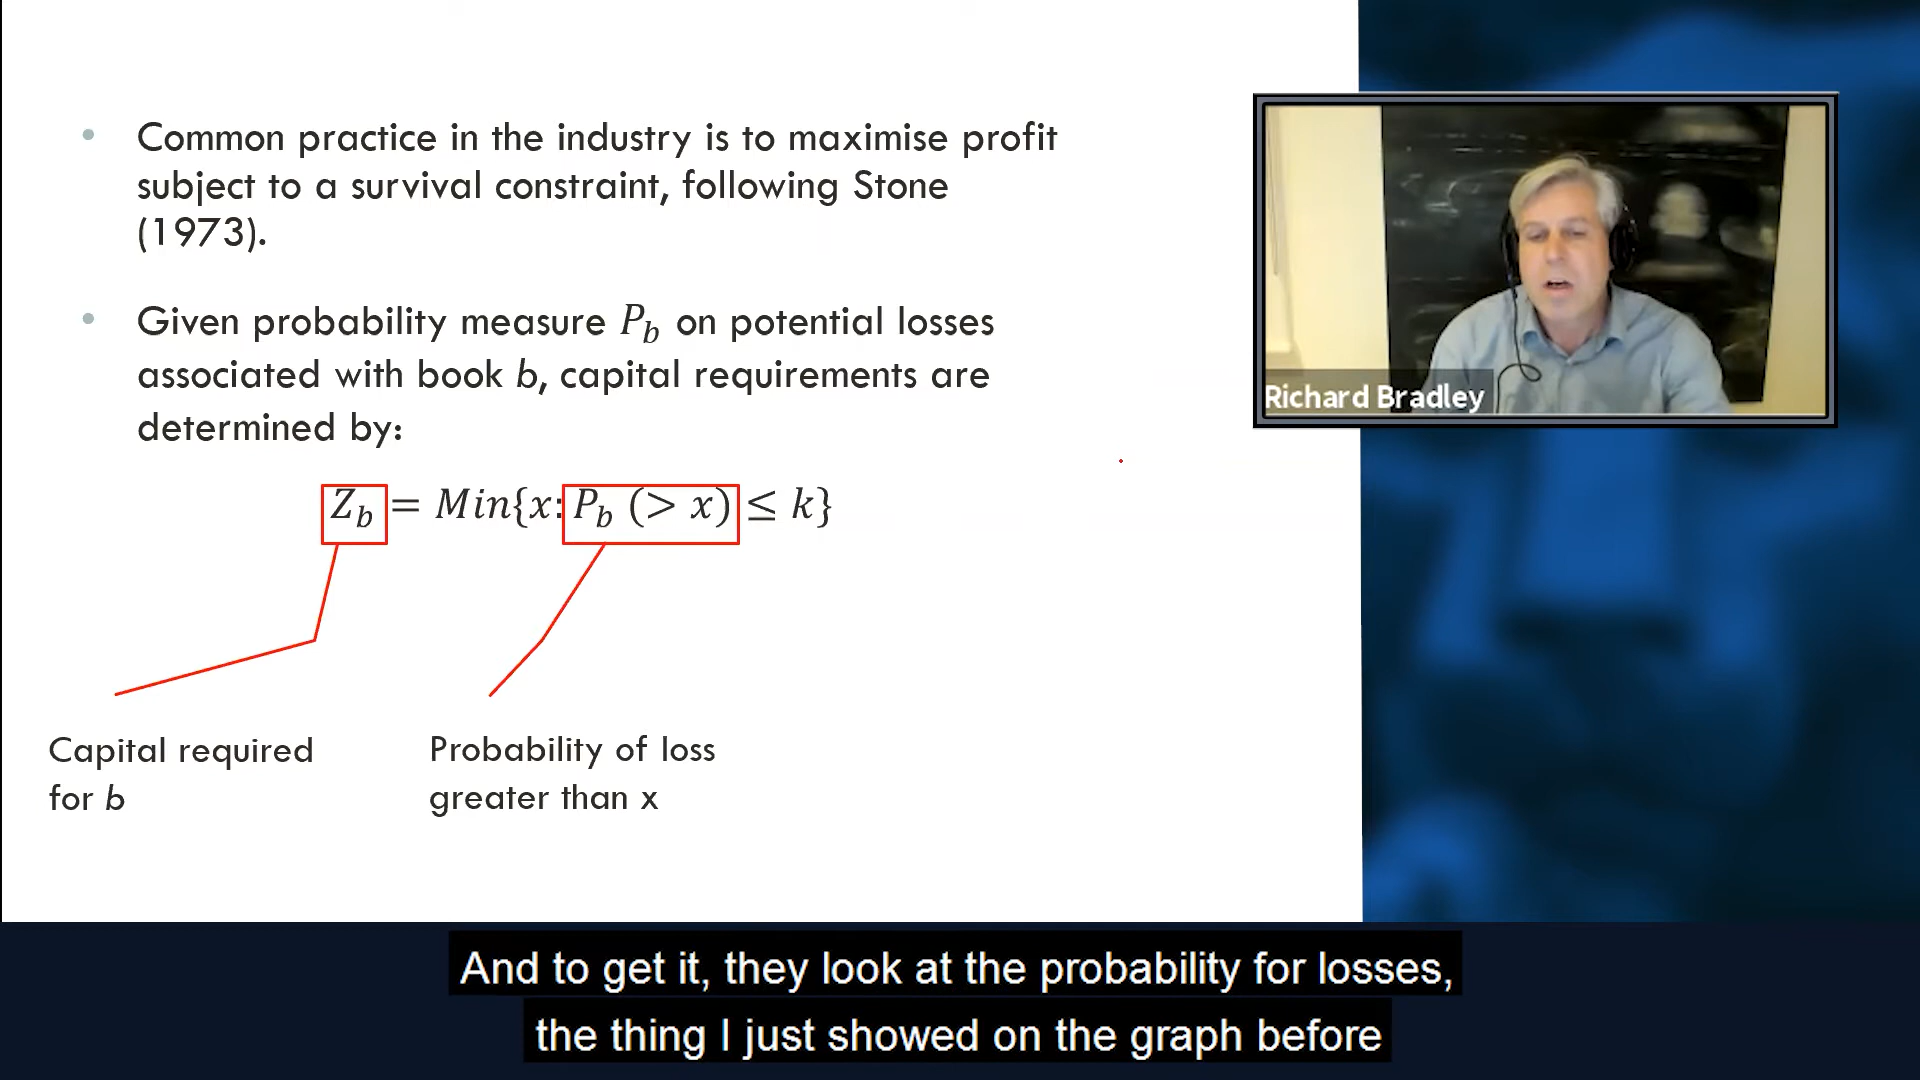 Common practice in the industry is to maximise profit
subject to a survival constraint, following Stone
(1973).
Given probability measure P_b on potential losses
associated with book b, capital requirements are
determined by:
Z_b = Min{x: P_b (> x) ≤ k}
Capital required
for b
Probability of loss
greater than x
Richard Bradley
And to get it, they look at the probability for losses,
the thing I just showed on the graph before